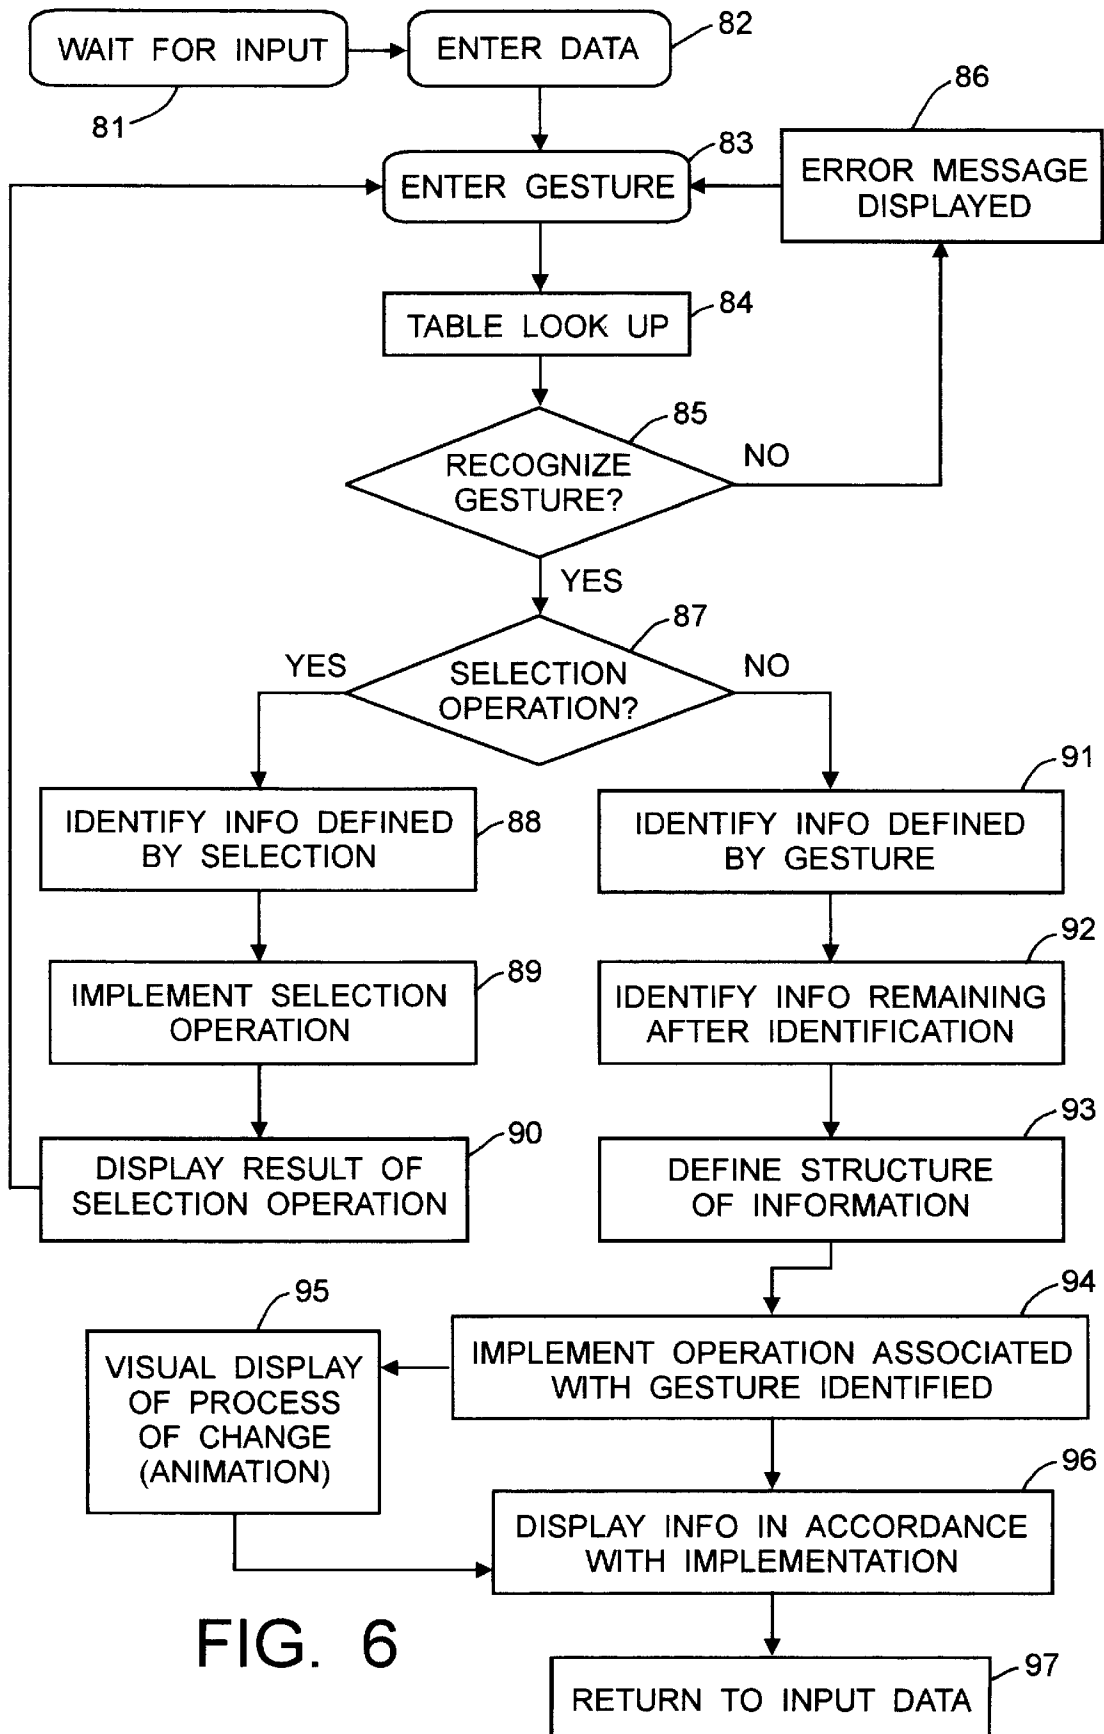 WAIT FOR INPUT
81
ENTER DATA
82
ENTER GESTURE
83
ERROR MESSAGE
DISPLAYED
86
TABLE LOOK UP
84
RECOGNIZE
GESTURE?
85
NO
YES
SELECTION
OPERATION?
87
YES
NO
IDENTIFY INFO DEFINED
BY SELECTION
88
IDENTIFY INFO DEFINED
BY GESTURE
91
IMPLEMENT SELECTION
OPERATION
89
IDENTIFY INFO REMAINING
AFTER IDENTIFICATION
92
DISPLAY RESULT OF
SELECTION OPERATION
90
DEFINE STRUCTURE
OF INFORMATION
93
IMPLEMENT OPERATION ASSOCIATED
WITH GESTURE IDENTIFIED
94
VISUAL DISPLAY
OF PROCESS
OF CHANGE
(ANIMATION)
95
DISPLAY INFO IN ACCORDANCE
WITH IMPLEMENTATION
96
RETURN TO INPUT DATA
97
FIG. 6